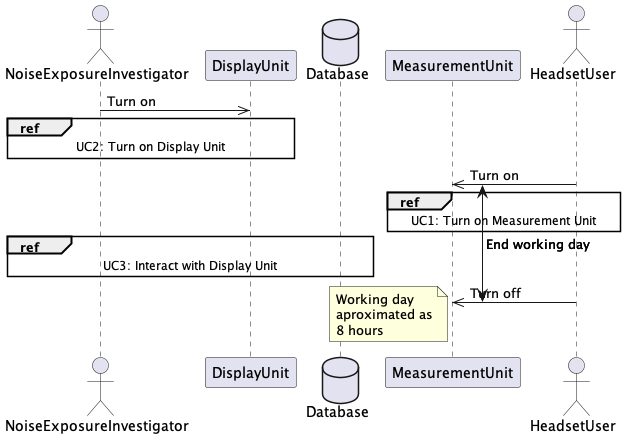 NoiseExposureInvestigator DisplayUnit Database MeasurementUnit HeadsetUser
Turn on
ref
UC2: Turn on Display Unit
Turn on
ref
UC1: Turn on Measurement Unit
ref
End working day
UC3: Interact with Display Unit
Turn off
Working day
aproximated as
8 hours
NoiseExposureInvestigator DisplayUnit Database MeasurementUnit HeadsetUser